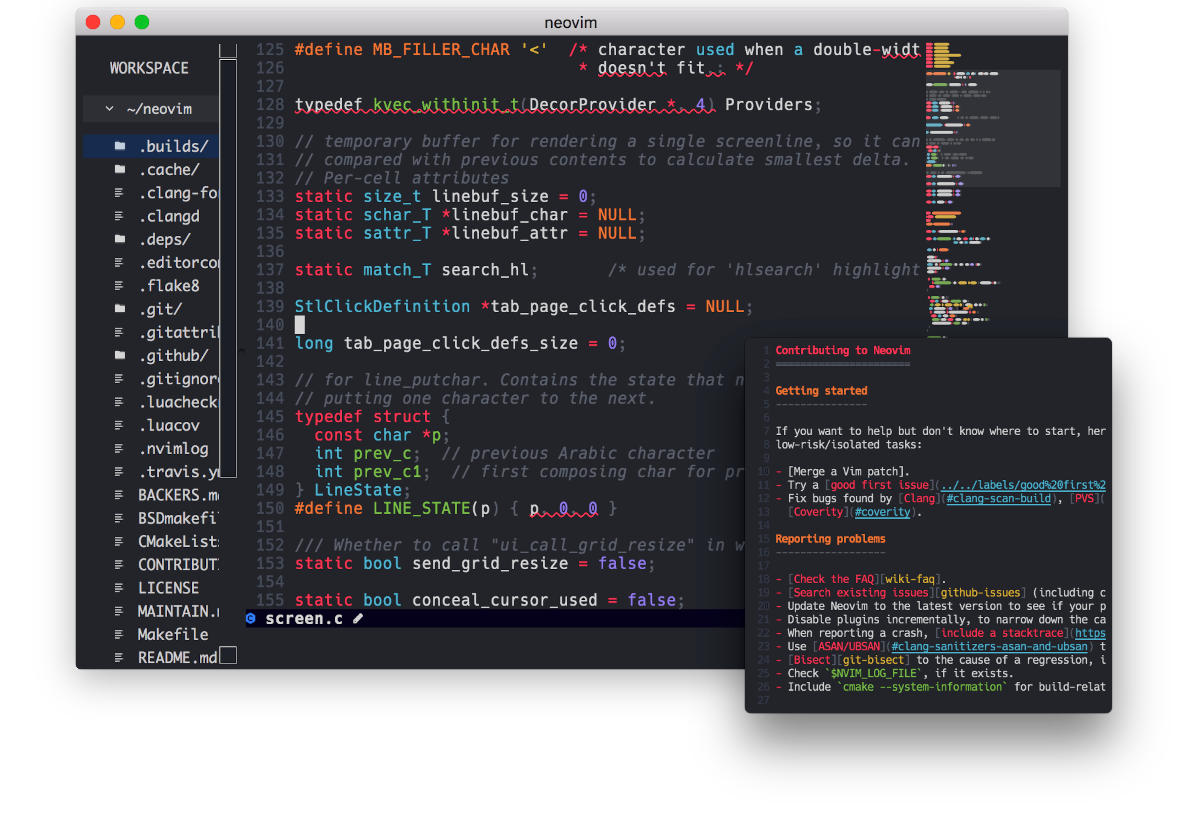 neovim
WORKSPACE
~/neovim
.builds/
.cache/
.clang-fo
.clangd
.deps/
.editorco
.flake8
.git/
.gitattri
.github/
.gitignor
.luacheck
.luacov
.nvimlog
.travis.y
BACKERS.m
BSDmakefi
CMakeList
CONTRIBUT
LICENSE
MAINTAIN.
Makefile
README.md
125 #define MB_FILLER_CHAR '<'  /* character used when a double-widt
126                             * doesn't fit. */
127
128 typedef kvec_withinit_t(DecorProvider *, 4) Providers;
129
130 // temporary buffer for rendering a single screenline, so it can
131 // compared with previous contents to calculate smallest delta.
132 // Per-cell attributes
133 static size_t linebuf_size = 0;
134 static schar_T *linebuf_char = NULL;
135 static sattr_T *linebuf_attr = NULL;
136
137 static match_T search_hl;       /* used for 'hlsearch' highlight
138
139 StlClickDefinition *tab_page_click_defs = NULL;
140
141 long tab_page_click_defs_size = 0;
142
143 // for line_putchar. Contains the state that n
144 // putting one character to the next.
145 typedef struct {
146   const char *p;
147   int prev_c;  // previous Arabic character
148   int prev_c1;  // first composing char for pr
149 } LineState;
150 #define LINE_STATE(p) { p, 0, 0 }
151
152 /// Whether to call "ui_call_grid_resize" in w
153 static bool send_grid_resize = false;
154
155 static bool conceal_cursor_used = false;
screen.c
1 Contributing to Neovim
2 ======================
3
4 Getting started
5 ---------------
6
7 If you want to help but don't know where to start, her
8 low-risk/isolated tasks:
9
10 - [Merge a Vim patch].
11 - Try a [good first issue](../../labels/good%20first%2
12 - Fix bugs found by [Clang](#clang-scan-build), [PVS](
13   [Coverity](#coverity).
14
15 Reporting problems
16 ------------------
17
18 - [Check the FAQ][wiki-faq].
19 - [Search existing issues][github-issues] (including c
20 - Update Neovim to the latest version to see if your p
21 - Disable plugins incrementally, to narrow down the ca
22 - When reporting a crash, [include a stacktrace](https
23 - Use [ASAN/UBSAN](#clang-sanitizers-asan-and-ubsan) t
24 - [Bisect][git-bisect] to the cause of a regression, i
25 - Check `$NVIM_LOG_FILE`, if it exists.
26 - Include `cmake --system-information` for build-relat
27